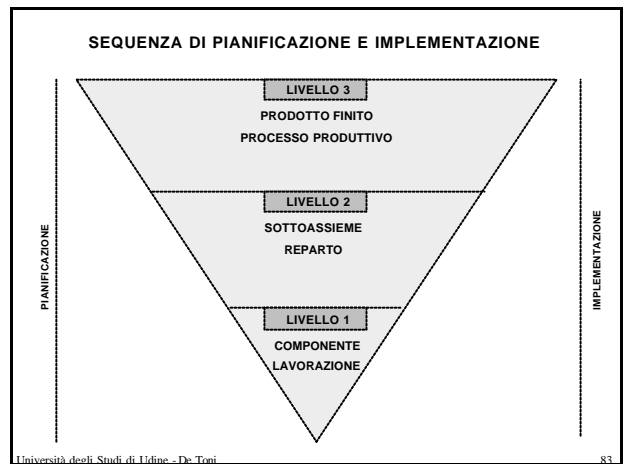 SEQUENZA DI PIANIFICAZIONE E IMPLEMENTAZIONE
LIVELLO 3
PRODOTTO FINITO
PROCESSO PRODUTTIVO
LIVELLO 2
SOTTOASSIEME
REPARTO
LIVELLO 1
COMPONENTE
LAVORAZIONE
PIANIFICAZIONE
IMPLEMENTAZIONE
Università degli Studi di Udine - De Toni
83